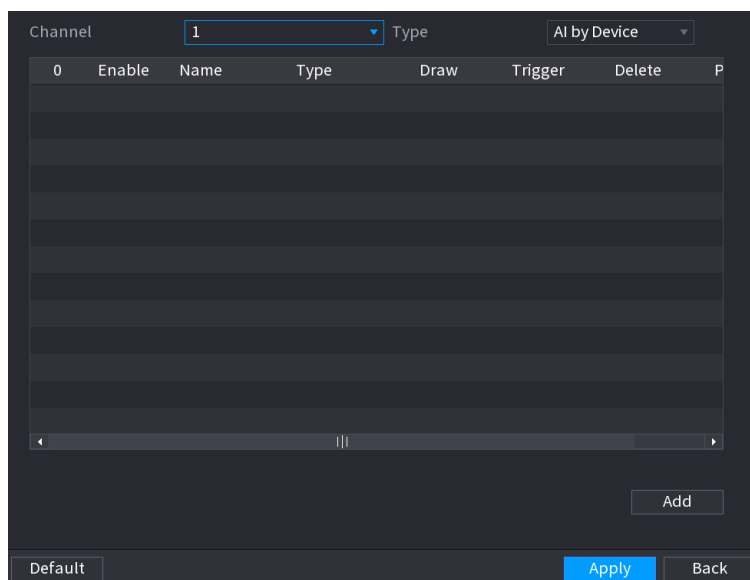 Channel 1 Type AI by Device
0 Enable Name Type Draw Trigger Delete P
Add
Default Apply Back